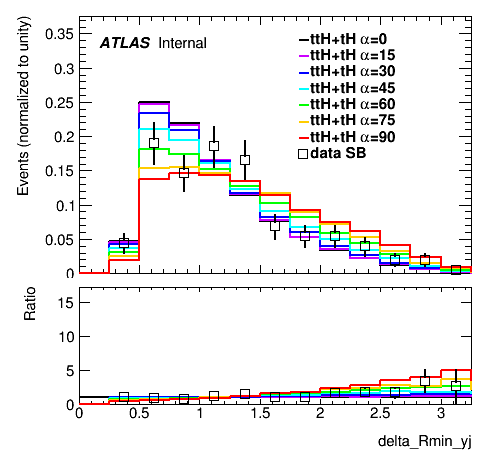 ATLAS Internal
Events (normalized to unity)
0.35
0.3
0.25
0.2
0.15
0.1
0.05
0
ttH+tH α=0
ttH+tH α=15
ttH+tH α=30
ttH+tH α=45
ttH+tH α=60
ttH+tH α=75
ttH+tH α=90
data SB
Ratio
15
10
5
0
0 0.5 1 1.5 2 2.5 3
delta_Rmin_yj